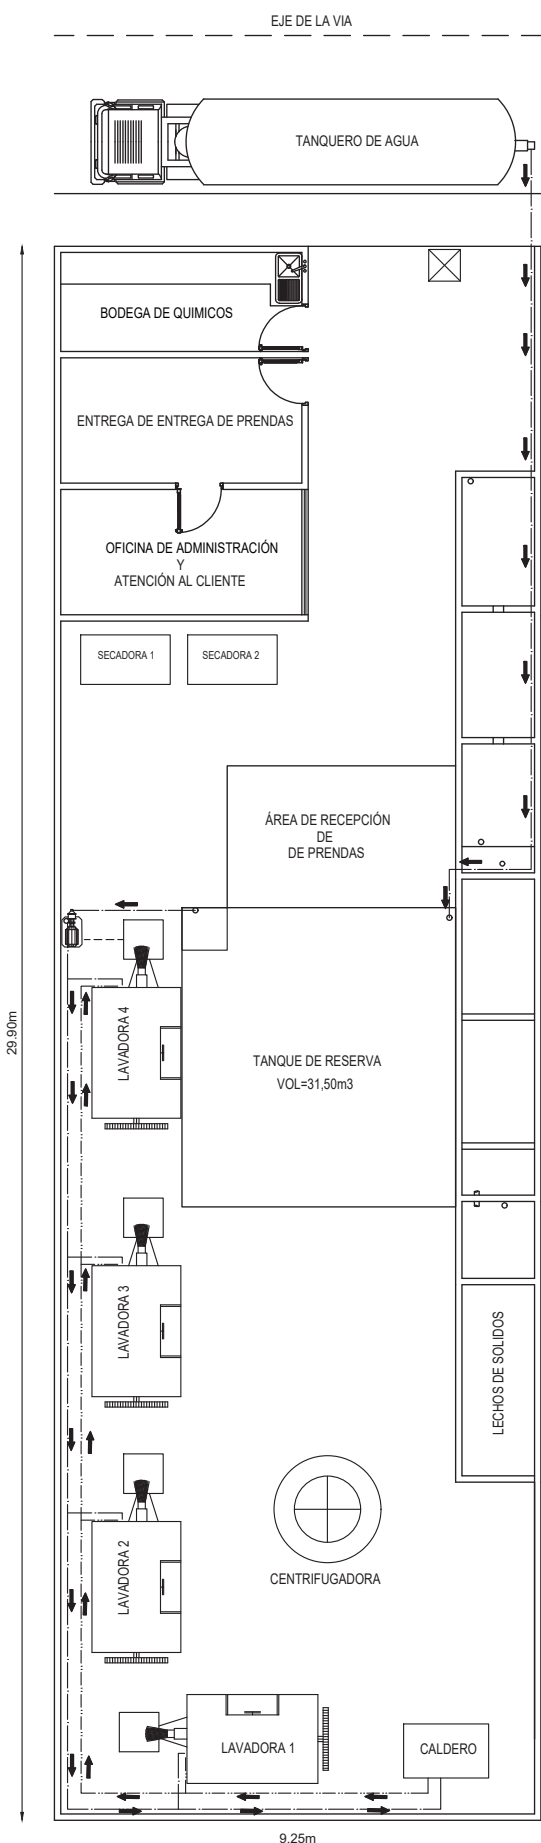 EJE DE LA VIA
TANQUERO DE AGUA
BODEGA DE QUIMICOS
ENTREGA DE ENTREGA DE PRENDAS
OFICINA DE ADMINISTRACIÓN
Y
ATENCIÓN AL CLIENTE
SECADORA 1
SECADORA 2
ÁREA DE RECEPCIÓN
DE
DE PRENDAS
29.90m
LAVADORA 4
TANQUE DE RESERVA
VOL=31,50m3
LAVADORA 3
LECHOS DE SOLIDOS
LAVADORA 2
CENTRIFUGADORA
LAVADORA 1
CALDERO
9.25m